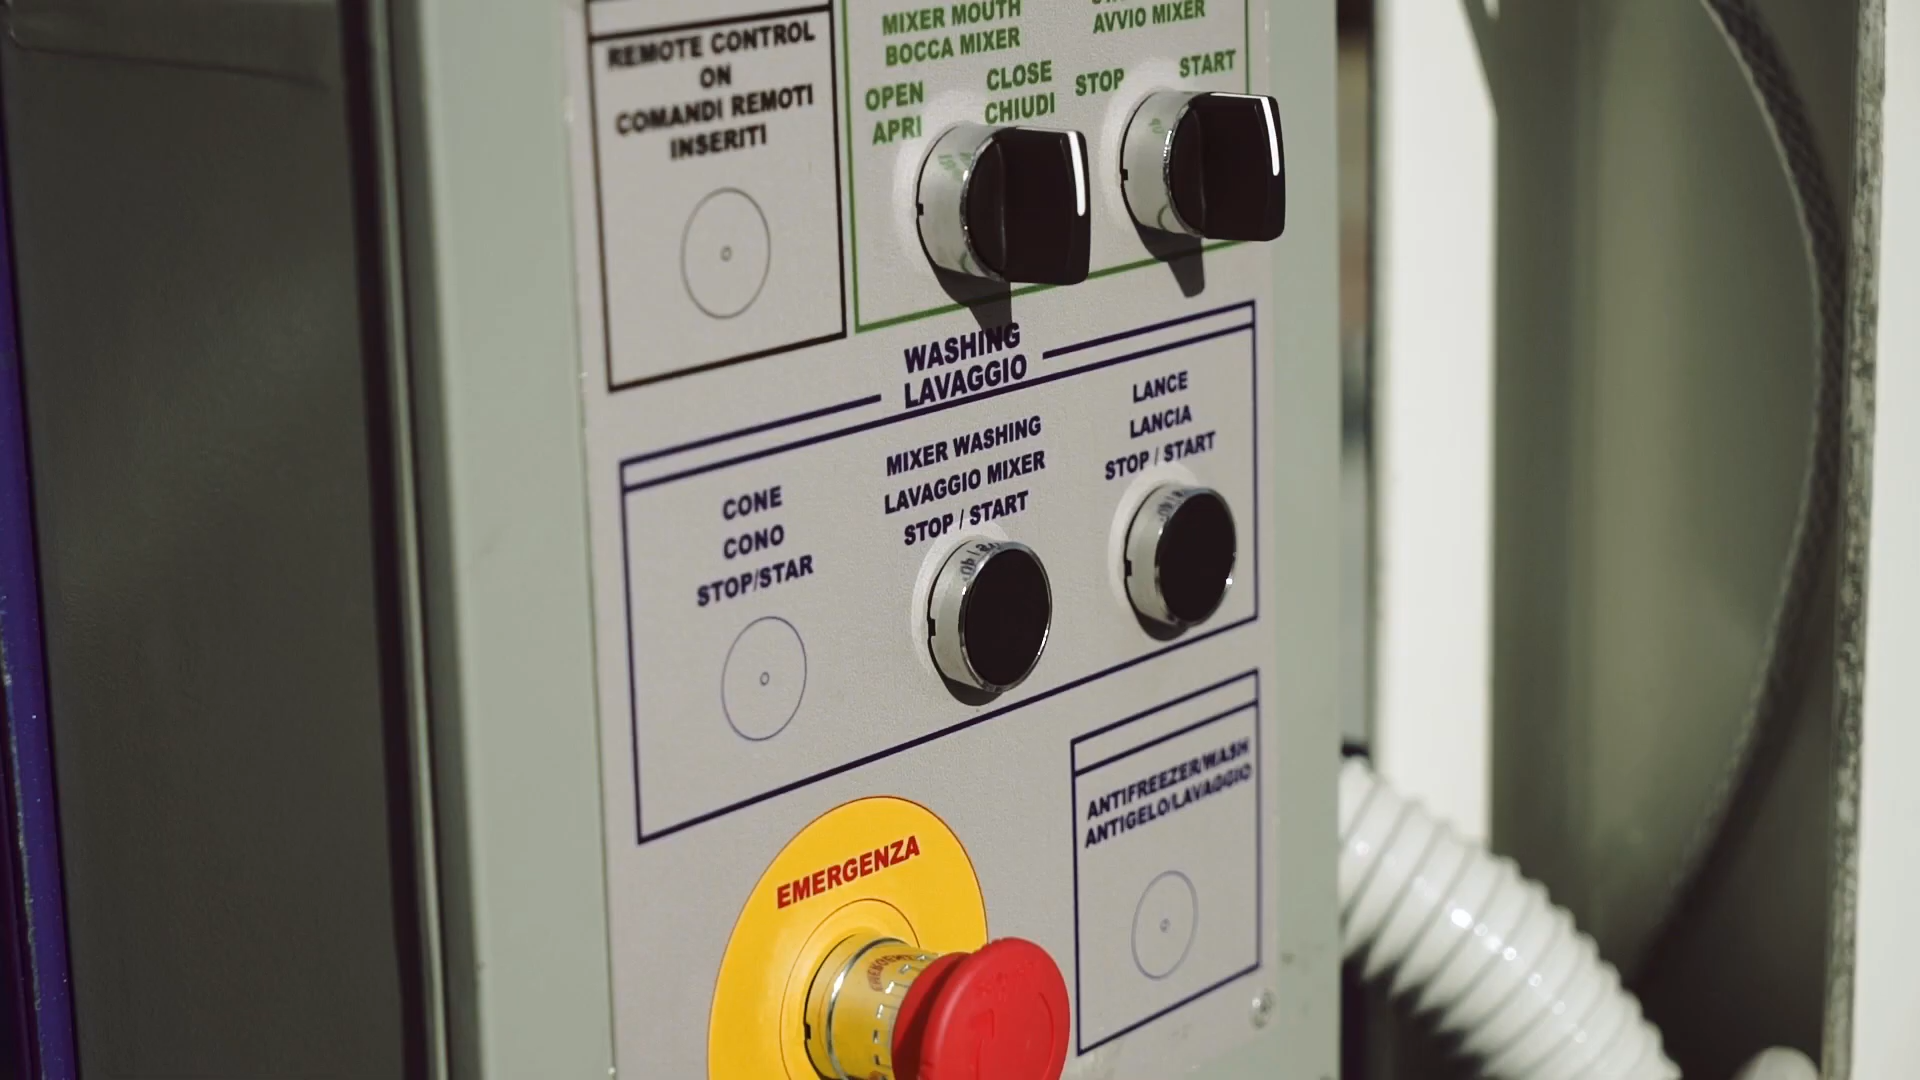 REMOTE CONTROL
ON
COMANDI REMOTI
INSERITI
MIXER MOUTH
BOCCA MIXER
OPEN
APRI
CLOSE
CHIUDI
AVVIO MIXER
STOP
START
WASHING
LAVAGGIO
CONE
CONO
STOP/STAR
MIXER WASHING
LAVAGGIO MIXER
STOP / START
LANCE
LANCIA
STOP / START
EMERGENZA
ANTIFREEZER/WASH
ANTIGELO/LAVAGGIO